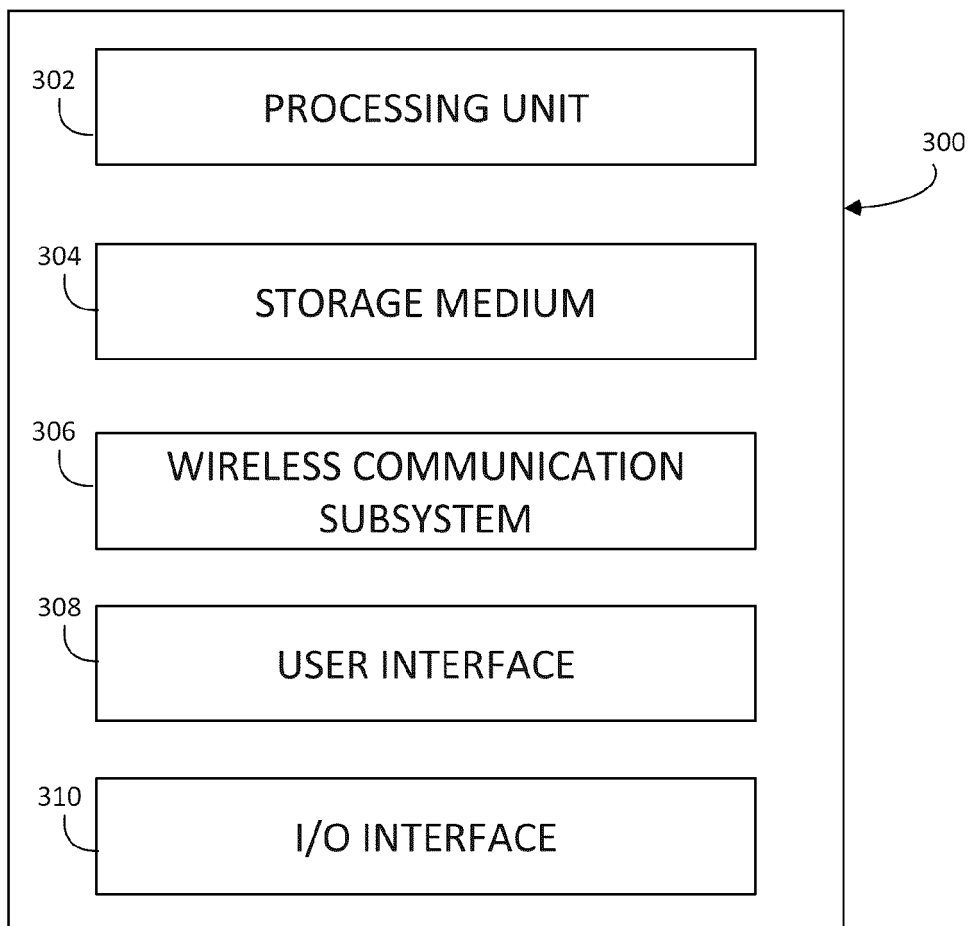 302
PROCESSING UNIT
300
304
STORAGE MEDIUM
306
WIRELESS COMMUNICATION
SUBSYSTEM
308
USER INTERFACE
310
I/O INTERFACE